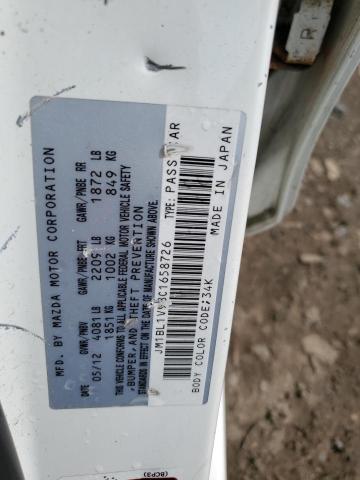 MFD. BY MAZDA MOTOR CORPORATION
DATE GVWR/PNBV GAWR/PNBE FRT GAWR/PNBE RR
05/12 4081 LB 2205 LB 1872 LB
1851 KG 1002 KG 849 KG
THIS VEHICLE CONFORMS TO ALL APPLICABLE FEDERAL MOTOR VEHICLE SAFETY
, BUMPER, AND THEFT PREVENTION
STANDARDS IN EFFECT ON THE DATE OF MANUFACTURE SHOWN ABOVE.
TYPE: PASS CAR
MADE IN JAPAN
BODY COLOR CODE: 34K
(BCP3)
R